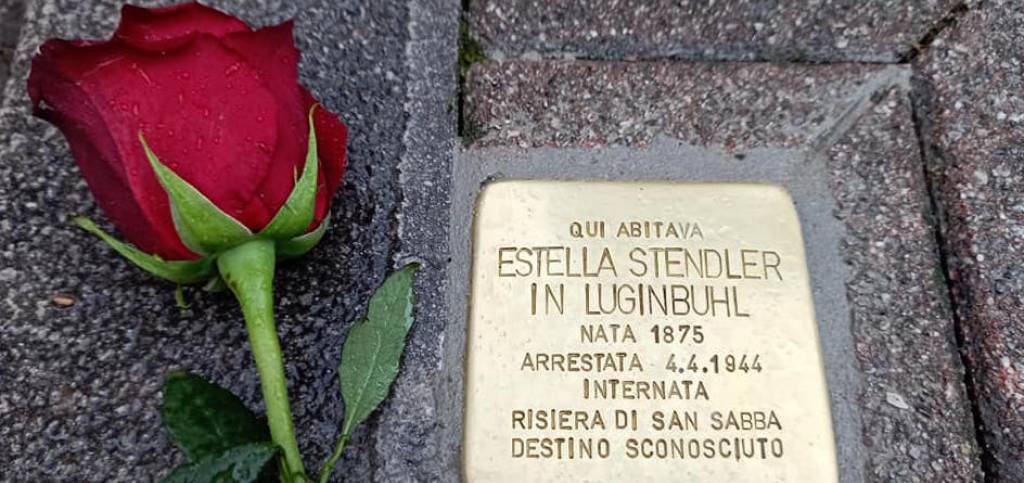 QUI ABITAVA
ESTELLA STENDLER
IN LUGINBUHL
NATA 1875
ARRESTATA 4.4.1944
INTERNATA
RISIERA DI SAN SABBA
DESTINO SCONOSCIUTO